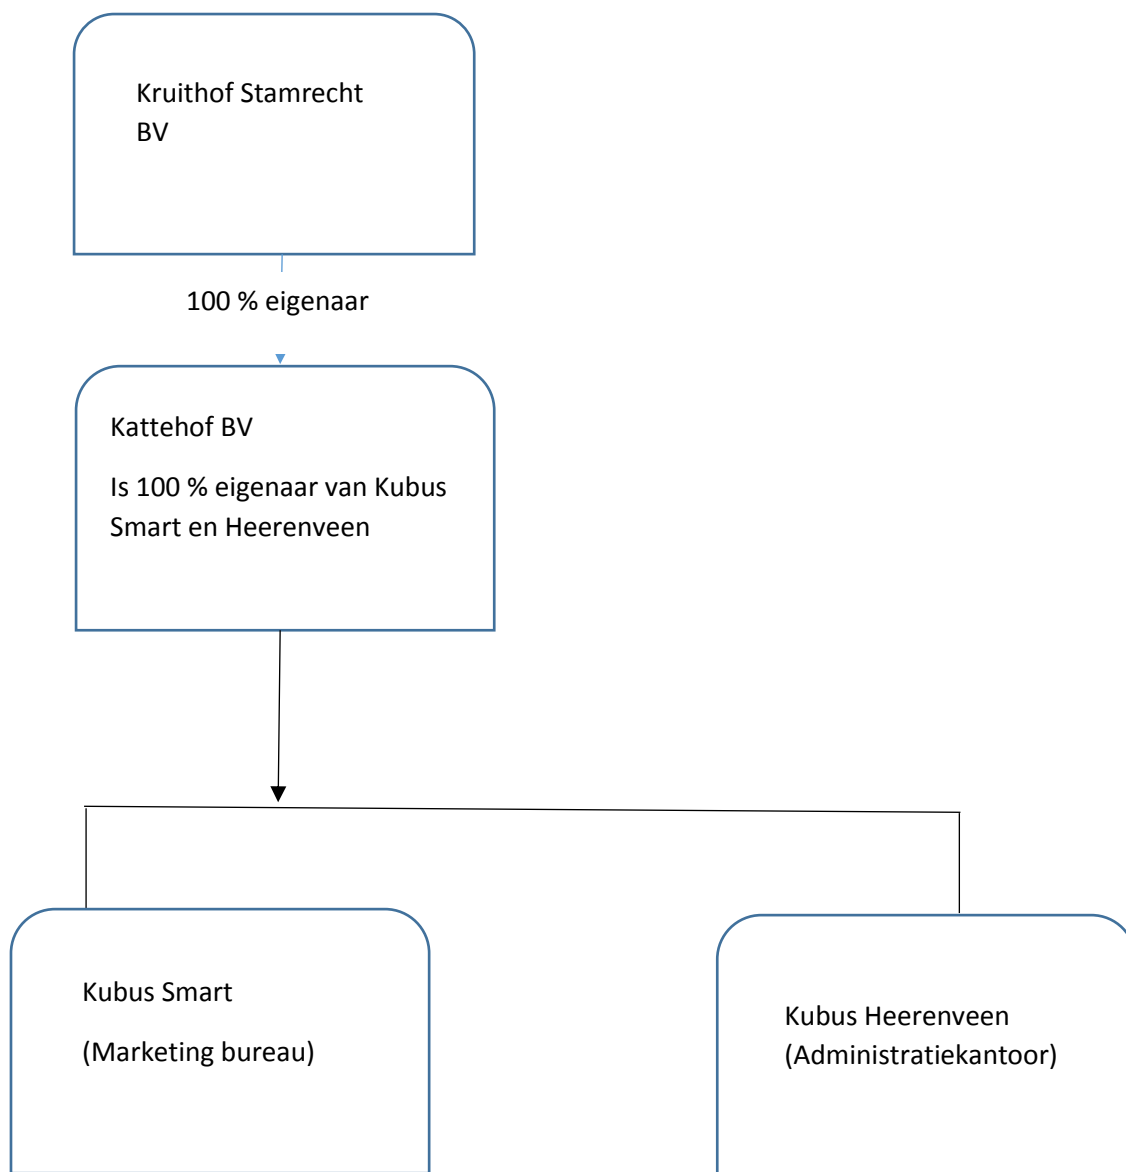 Kruithof Stamrecht
BV
100 % eigenaar
Kattehof BV
Is 100 % eigenaar van Kubus
Smart en Heerenveen
Kubus Smart
(Marketing bureau)
Kubus Heerenveen
(Administratiekantoor)